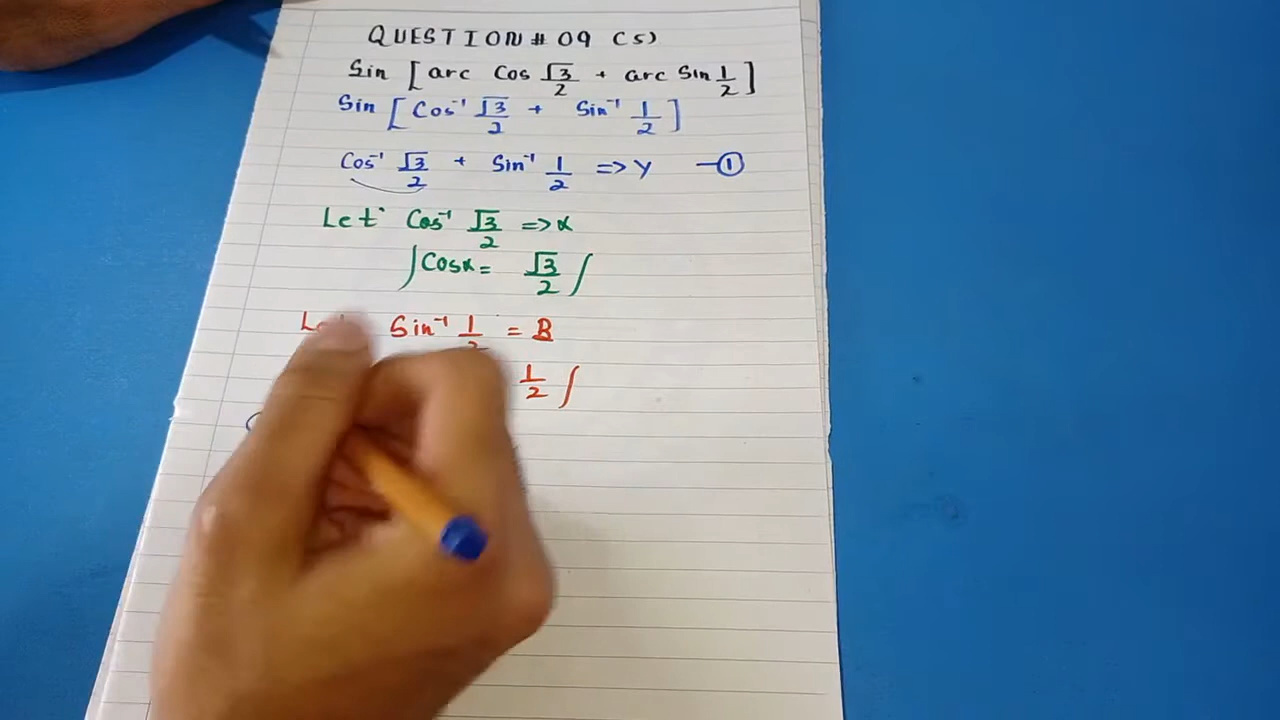 QUESTION # 09 (5)
Sin [arc Cos √3/2 + arc Sin 1/2]
Sin [Cos⁻¹ √3/2 + Sin⁻¹ 1/2]
Cos⁻¹ √3/2 + Sin⁻¹ 1/2 => y —①
Let Cos⁻¹ √3/2 => α
∫Cosα = √3/2∫
Sin⁻¹ 1/2 = B
1/2∫